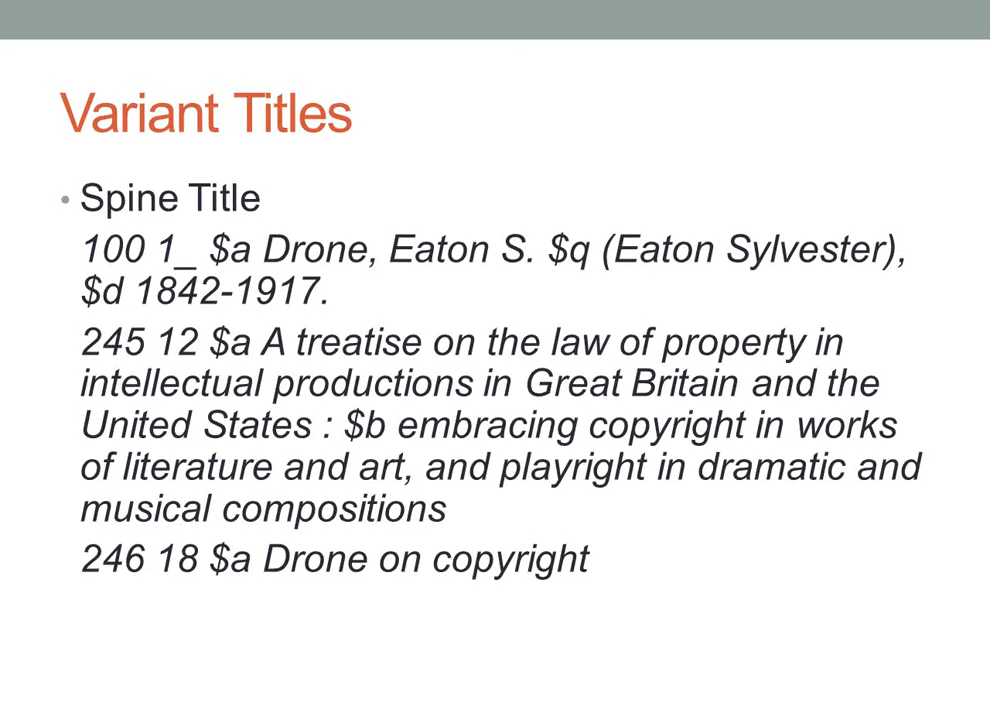 Variant Titles
• Spine Title
100 1_ $a Drone, Eaton S. $q (Eaton Sylvester),
$d 1842-1917.
245 12 $a A treatise on the law of property in
intellectual productions in Great Britain and the
United States : $b embracing copyright in works
of literature and art, and playright in dramatic and
musical compositions
246 18 $a Drone on copyright